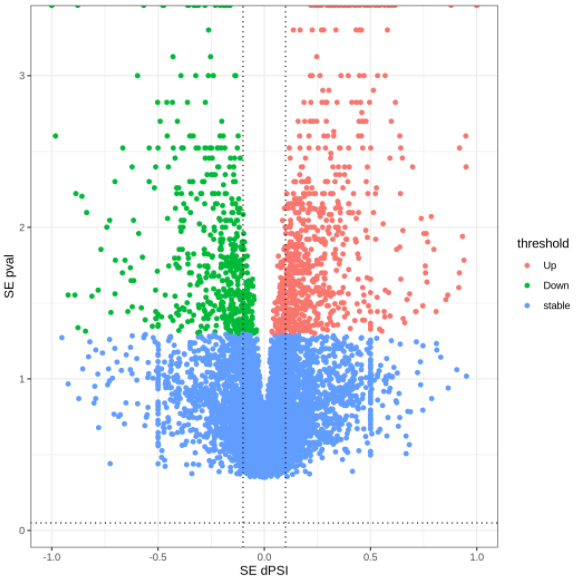 SE pval
3
2
1
0
-1.0 -0.5 0.0 0.5 1.0
SE dPSI
threshold
Up
Down
stable